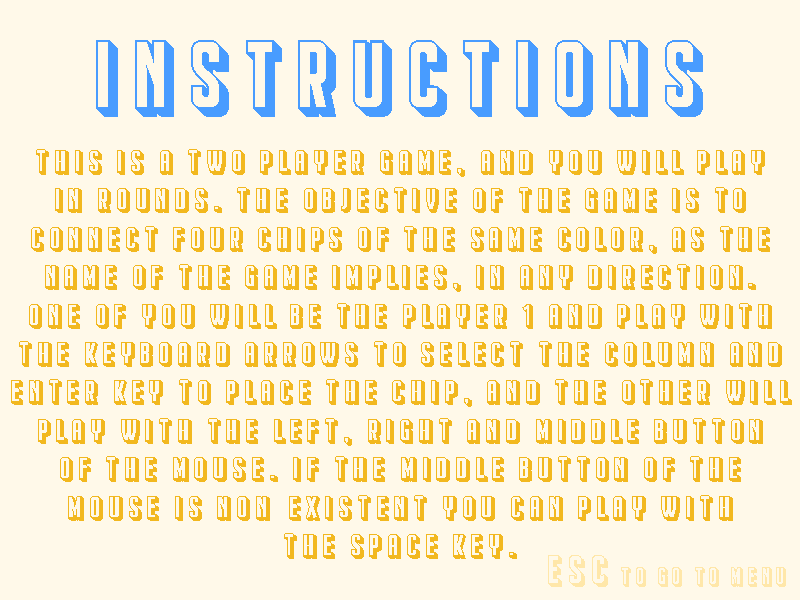 INSTRUCTIONS
THIS IS A TWO PLAYER GAME, AND YOU WILL PLAY
IN ROUNDS. THE OBJECTIVE OF THE GAME IS TO
CONNECT FOUR CHIPS OF THE SAME COLOR, AS THE
NAME OF THE GAME IMPLIES, IN ANY DIRECTION.
ONE OF YOU WILL BE THE PLAYER 1 AND PLAY WITH
THE KEYBOARD ARROWS TO SELECT THE COLUMN AND
ENTER KEY TO PLACE THE CHIP, AND THE OTHER WILL
PLAY WITH THE LEFT, RIGHT AND MIDDLE BUTTON
OF THE MOUSE. IF THE MIDDLE BUTTON OF THE
MOUSE IS NON EXISTENT YOU CAN PLAY WITH
THE SPACE KEY.
ESC TO GO TO MENU